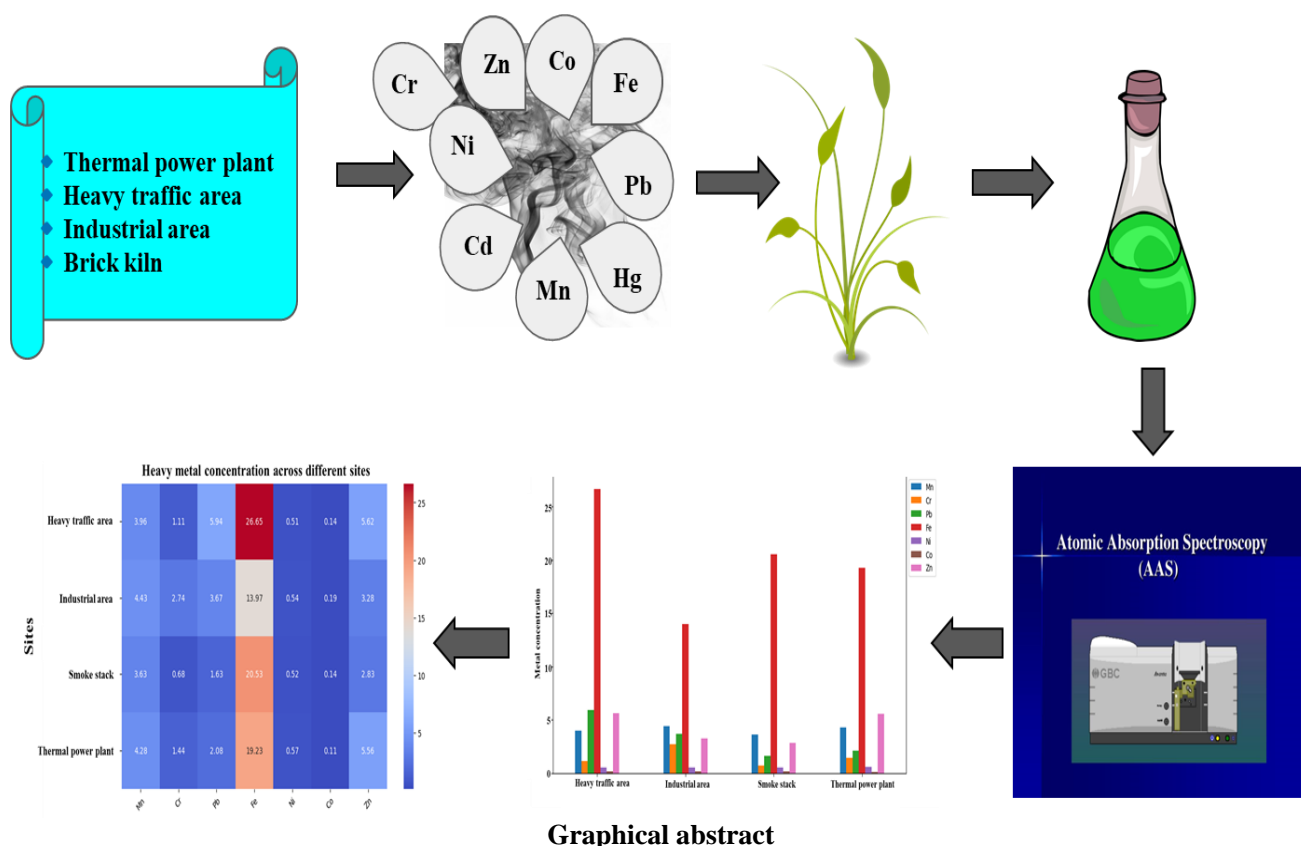 Thermal power plant
Heavy traffic area
Industrial area
Brick kiln
Cr
Zn
Co
Fe
Ni
Pb
Cd
Mn
Hg
Heavy metal concentration across different sites
Sites
Heavy traffic area
3.96 1.11 5.94 26.65 0.51 0.14 5.62
Industrial area
4.43 2.74 3.67 13.97 0.54 0.19 3.28
Smoke stack
3.63 0.68 1.63 20.53 0.52 0.14 2.83
Thermal power plant
4.28 1.44 2.08 19.23 0.57 0.11 5.56
Mn Cr Pb Fe Ni Co Zn
25
20
15
10
5
Metal concentration
25
20
15
10
5
0
Heavy traffic area Industrial area Smoke stack Thermal power plant
Mn
Cr
Pb
Fe
Ni
Co
Zn
Atomic Absorption Spectroscopy
(AAS)
GBC
Graphical abstract